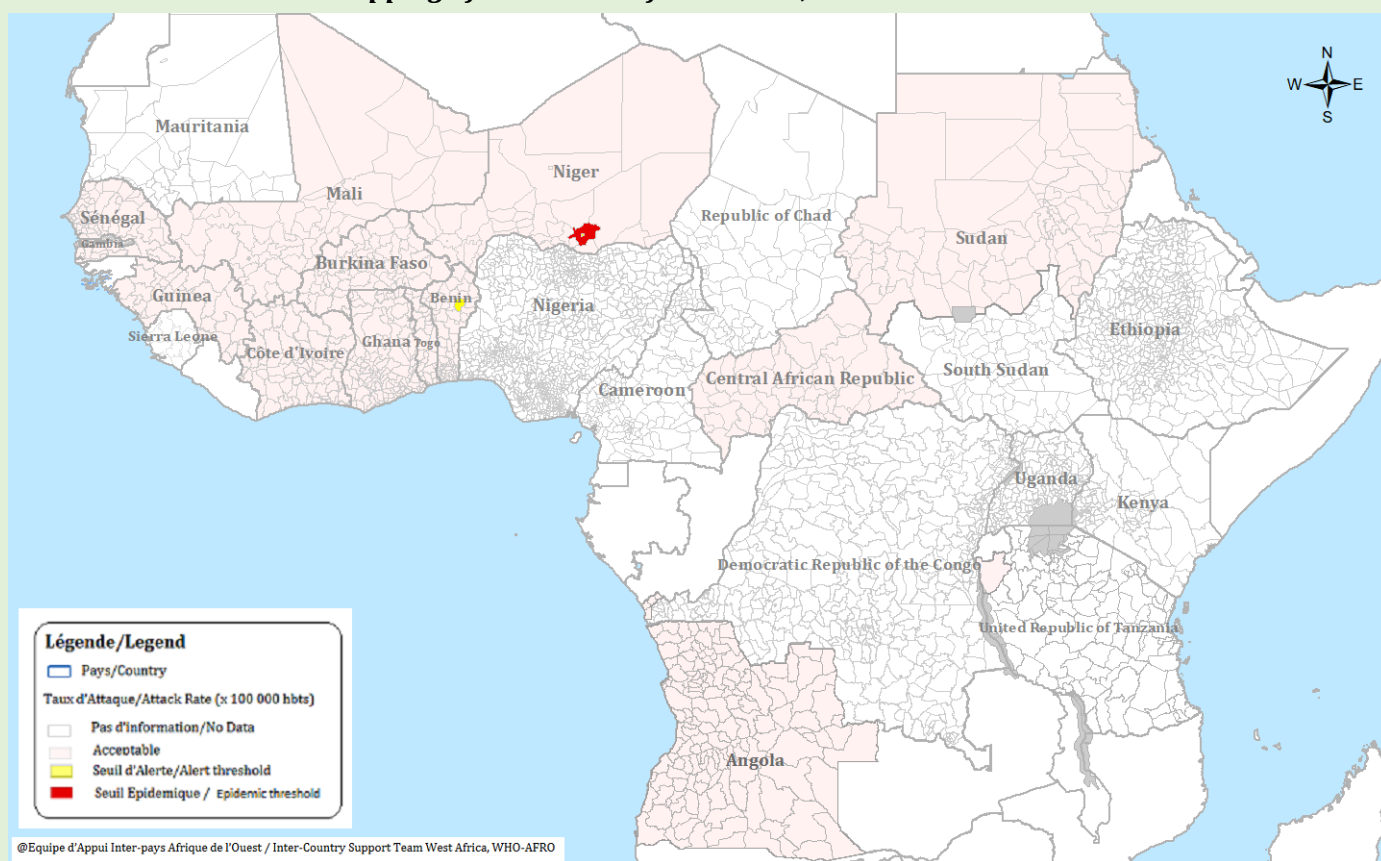 N
W E
S
Mauritania
Mali
Niger
Republic of Chad
Sénégal
Gambia
Sudan
Burkina Faso
Guinea
Benin
Nigeria
Ethiopia
Sierra Leone
Côte d'Ivoire
Ghana
Togo
Cameroon
Central African Republic
South Sudan
Uganda
Kenya
Democratic Republic of the Congo
United Republic of Tanzania
Angola
Légende/Legend
Pays/Country
Taux d'Attaque/Attack Rate (x 100 000 hbts)
Pas d'information/No Data
Acceptable
Seuil d'Alerte/Alert threshold
Seuil Epidemique / Epidemic threshold
@Equipe d'Appui Inter-pays Afrique de l'Ouest / Inter-Country Support Team West Africa, WHO-AFRO